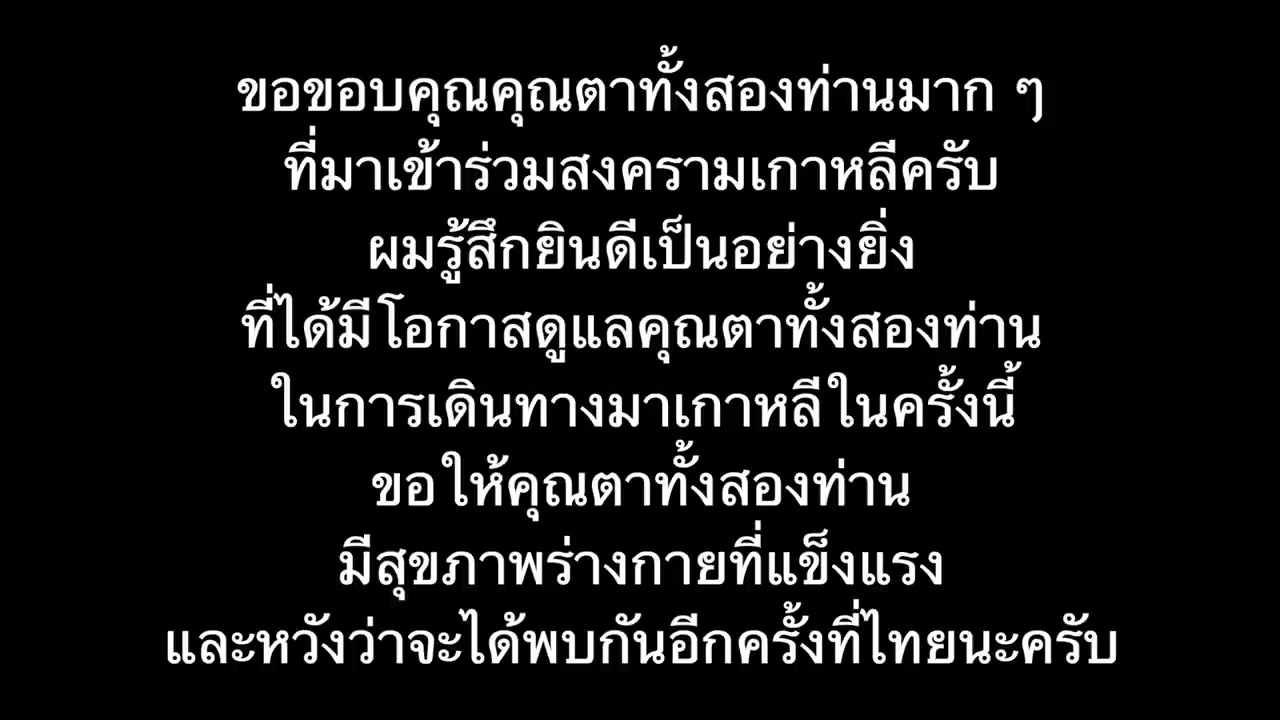 ขอขอบคุณคุณตาทั้งสองท่านมาก ๆ
ที่มาเข้าร่วมสงครามเกาหลีครับ
ผมรู้สึกยินดีเป็นอย่างยิ่ง
ที่ได้มีโอกาสดูแลคุณตาทั้งสองท่าน
ในการเดินทางมาเกาหลีในครั้งนี้
ขอให้คุณตาทั้งสองท่าน
มีสุขภาพร่างกายที่แข็งแรง
และหวังว่าจะได้พบกันอีกครั้งที่ไทยนะครับ